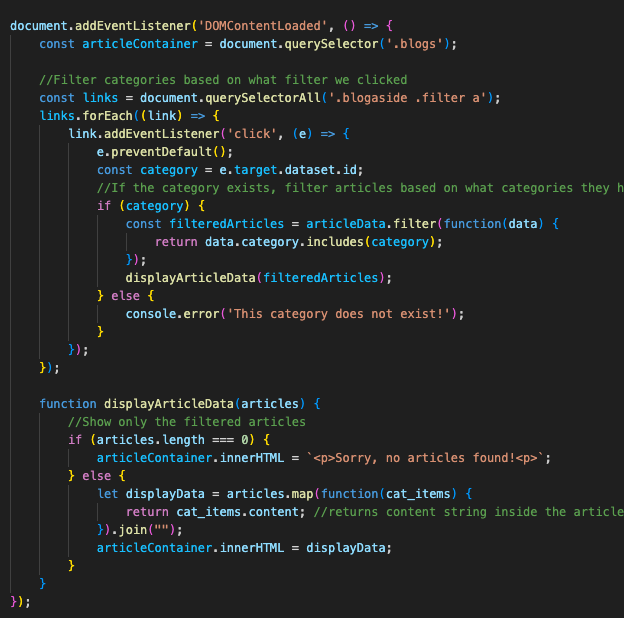 document.addEventListener('DOMContentLoaded', () => {
const articleContainer = document.querySelector('.blogs');
//Filter categories based on what filter we clicked
const links = document.querySelectorAll('.blogaside .filter a');
links.forEach((link) => {
link.addEventListener('click', (e) => {
e.preventDefault();
const category = e.target.dataset.id;
//If the category exists, filter articles based on what categories they h
if (category) {
const filteredArticles = articleData.filter(function(data) {
return data.category.includes(category);
});
displayArticleData(filteredArticles);
} else {
console.error('This category does not exist!');
}
});
});
function displayArticleData(articles) {
//Show only the filtered articles
if (articles.length === 0) {
articleContainer.innerHTML = `<p>Sorry, no articles found!<p>`;
} else {
let displayData = articles.map(function(cat_items) {
return cat_items.content; //returns content string inside the article
}).join("");
articleContainer.innerHTML = displayData;
}
}
});